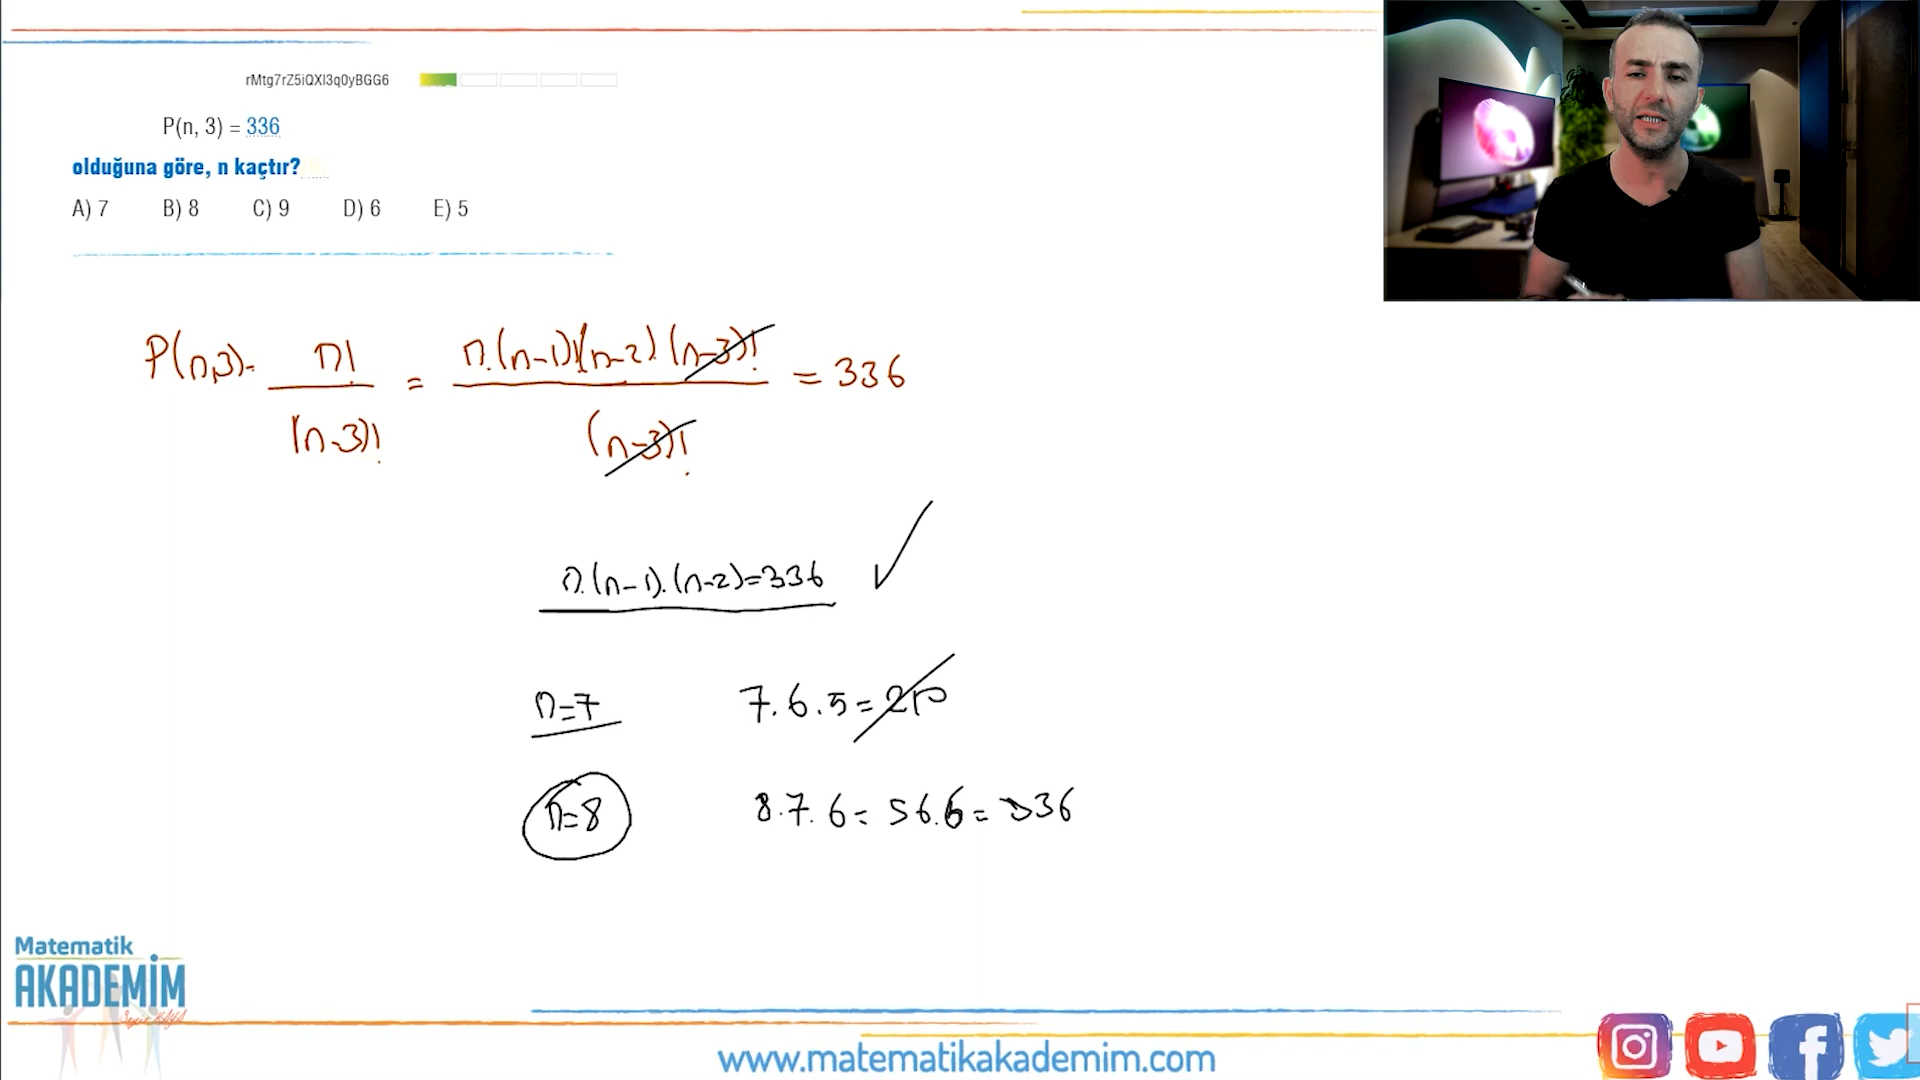 rMtg7rZ5iQXl3q0yBGG6
P(n, 3) = 336
olduğuna göre, n kaçtır?
A) 7 B) 8 C) 9 D) 6 E) 5
P(n,3) = n! / (n-3)! = n.(n-1)(n-2).(n-3)! / (n-3)! = 336
n.(n-1).(n-2)=336
n=7 7.6.5=210
n=8 8.7.6= 56.6= 336
Matematik
AKADEMİM
www.matematikakademim.com